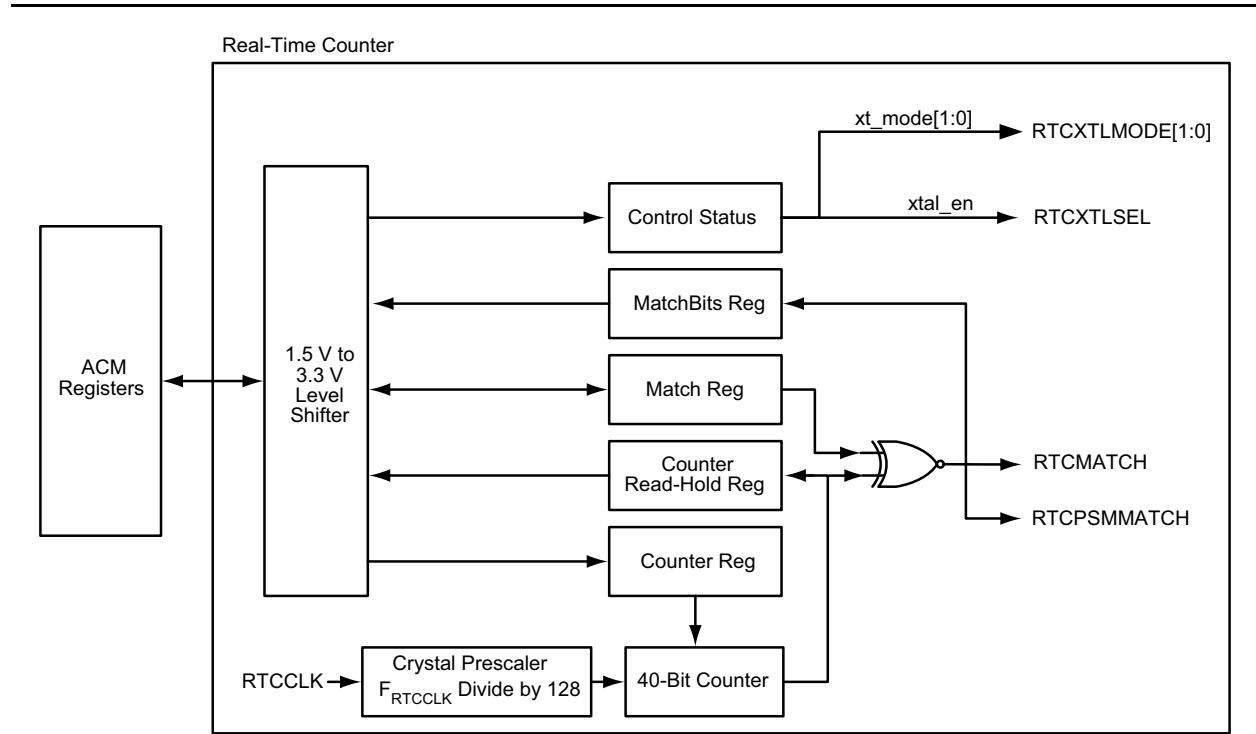 Real-Time Counter
xt_mode[1:0]
RTCXTLMODE[1:0]
Control Status
xtal_en
RTCXTLSEL
MatchBits Reg
ACM
Registers
1.5 V to
3.3 V
Level
Shifter
Match Reg
Counter
Read-Hold Reg
RTCMATCH
RTCPSMMATCH
Counter Reg
RTCCLK
Crystal Prescaler
FRTCCLK Divide by 128
40-Bit Counter